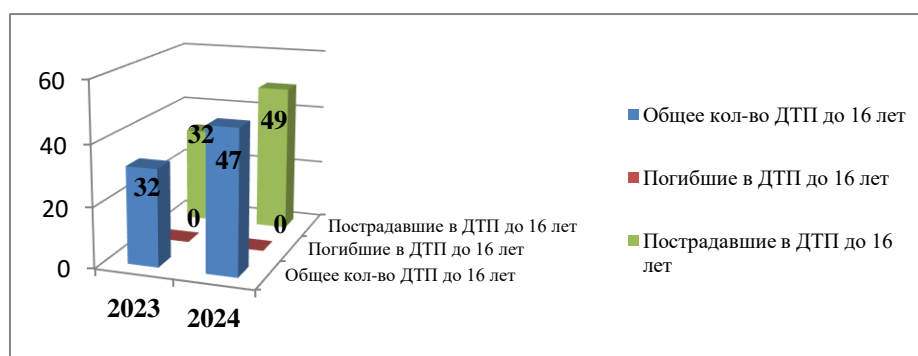 60
40
20
0
32
0
47
32
0
49
2023
2024
Пострадавшие в ДТП до 16 лет
Погибшие в ДТП до 16 лет
Общее кол-во ДТП до 16 лет
Общее кол-во ДТП до 16 лет
Погибшие в ДТП до 16 лет
Пострадавшие в ДТП до 16
лет